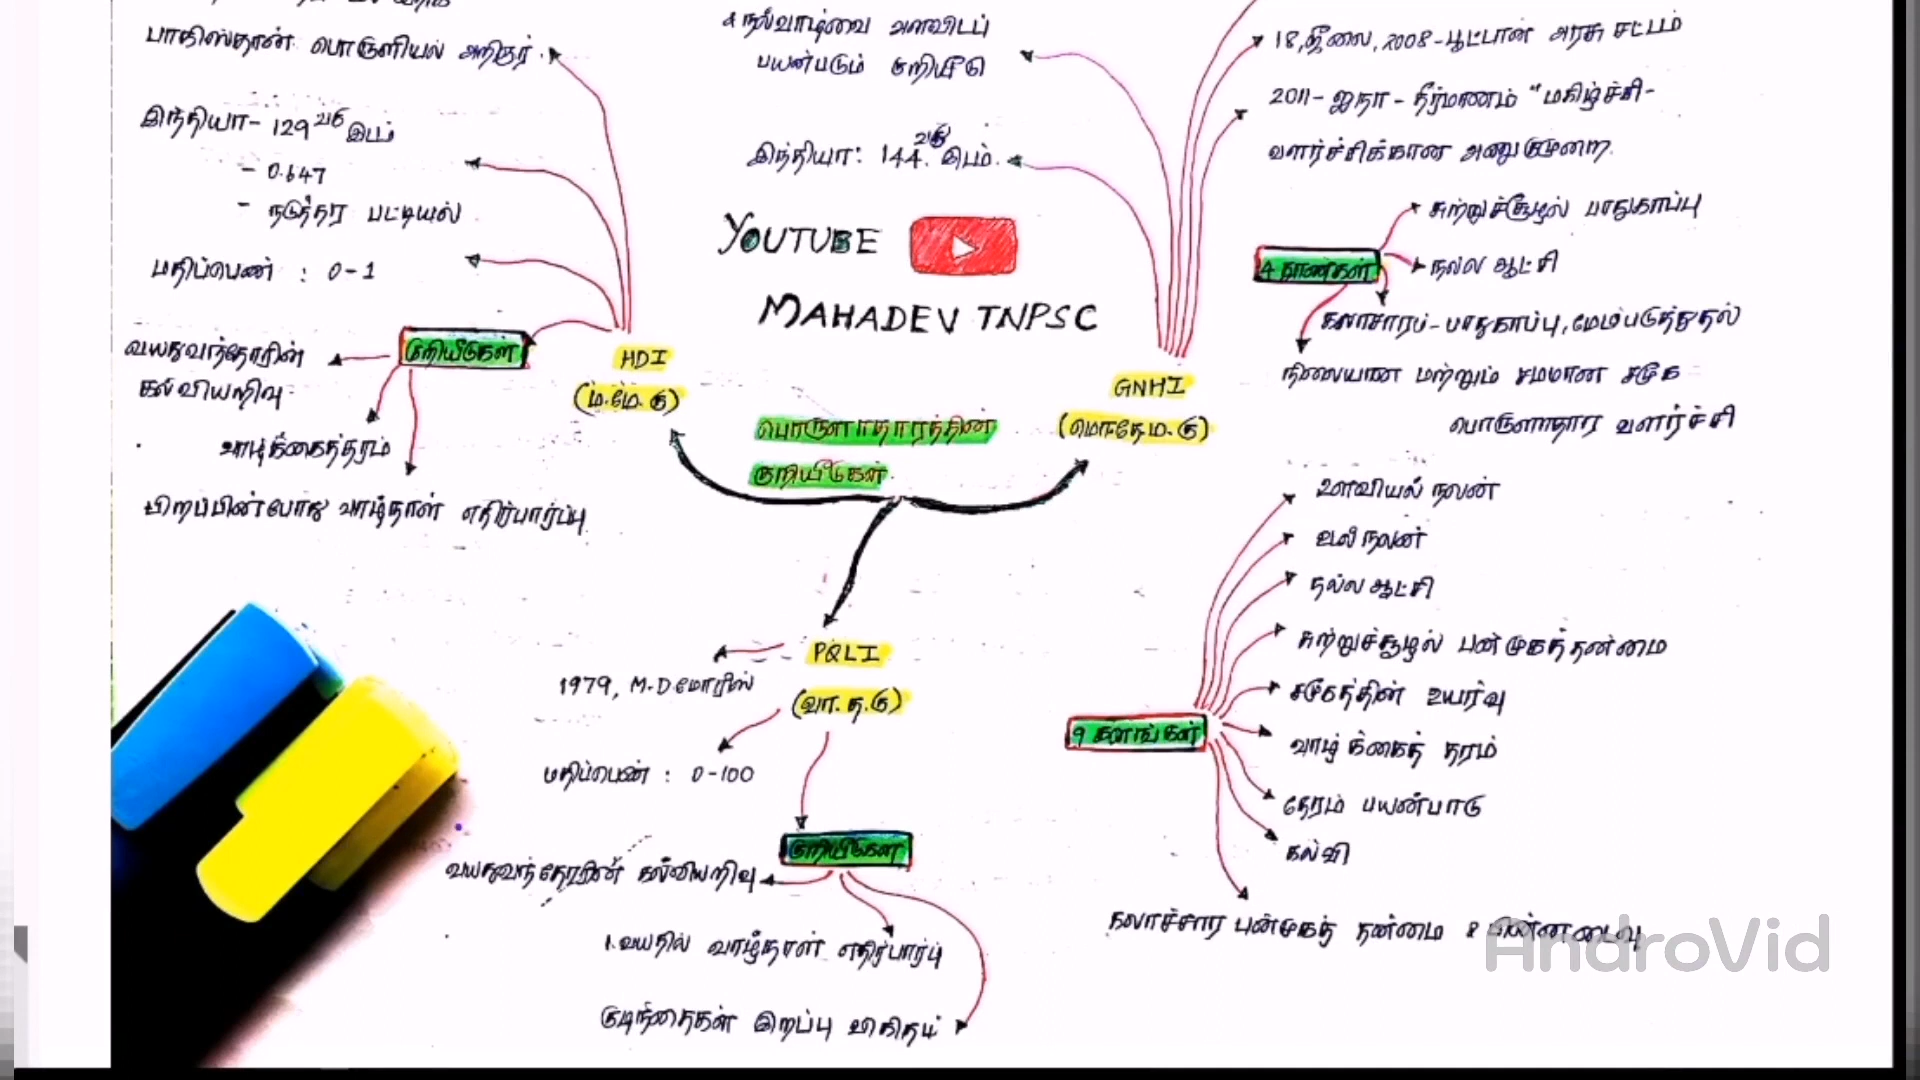 பாகிஸ்தான் பொருளியல் அறிஞர்.
இந்தியா - 129வது இடம்
- 0.647
- நடுத்தர பட்டியல்
மதிப்பெண் : 0-1
குறியீடுகள்
வயதுவந்தோரின்
கல்வியறிவு
வாழ்க்கைத்தரம்
பிறப்பின்போது வாழ்நாள் எதிர்பார்ப்பு
HDI
(ம.மே.கு)
& நல்வாழ்வை அளவிடப்
பயன்படும் குறியீடு
இந்தியா: 144.வது இடம்.
YOUTUBE
MAHADEV TNPSC
பொருளாதாரத்தின்
குறியீடுகள்
GNHI
(மொதே.ம.கு)
18, ஜீலை, 2008 - பூட்டான் அரசு சட்டம்
2011 - ஐநா - தீர்மானம் "மகிழ்ச்சி -
வளர்ச்சிக்கான அணுகுமுறை.
4 தூண்கள்
சுற்றுச்சூழல் பாதுகாப்பு
நல்ல ஆட்சி
கலாசாரம் - பாதுகாப்பு, மேம்படுத்துதல்
நிலையான மற்றும் சமமான சமூக
பொருளாதார வளர்ச்சி
9 களங்கள்
உளவியல் நலன்
உடல் நலன்
நல்ல ஆட்சி
சுற்றுச்சூழல் பன்முகத்தன்மை
சமூகத்தின் உயர்வு
வாழ்க்கைத் தரம்
நேரம் பயன்பாடு
கல்வி
கலாச்சார பன்முகத் தன்மை &
PQLI
(வா.த.கு)
1979, M.D.மோரிஸ்
மதிப்பெண் : 0-100
குறியீடுகள்
வயதுவந்தோரின் கல்வியறிவு
1. வயதில் வாழ்நாள் எதிர்பார்பு
குழந்தைகள் இறப்பு விகிதம்
AndroVid